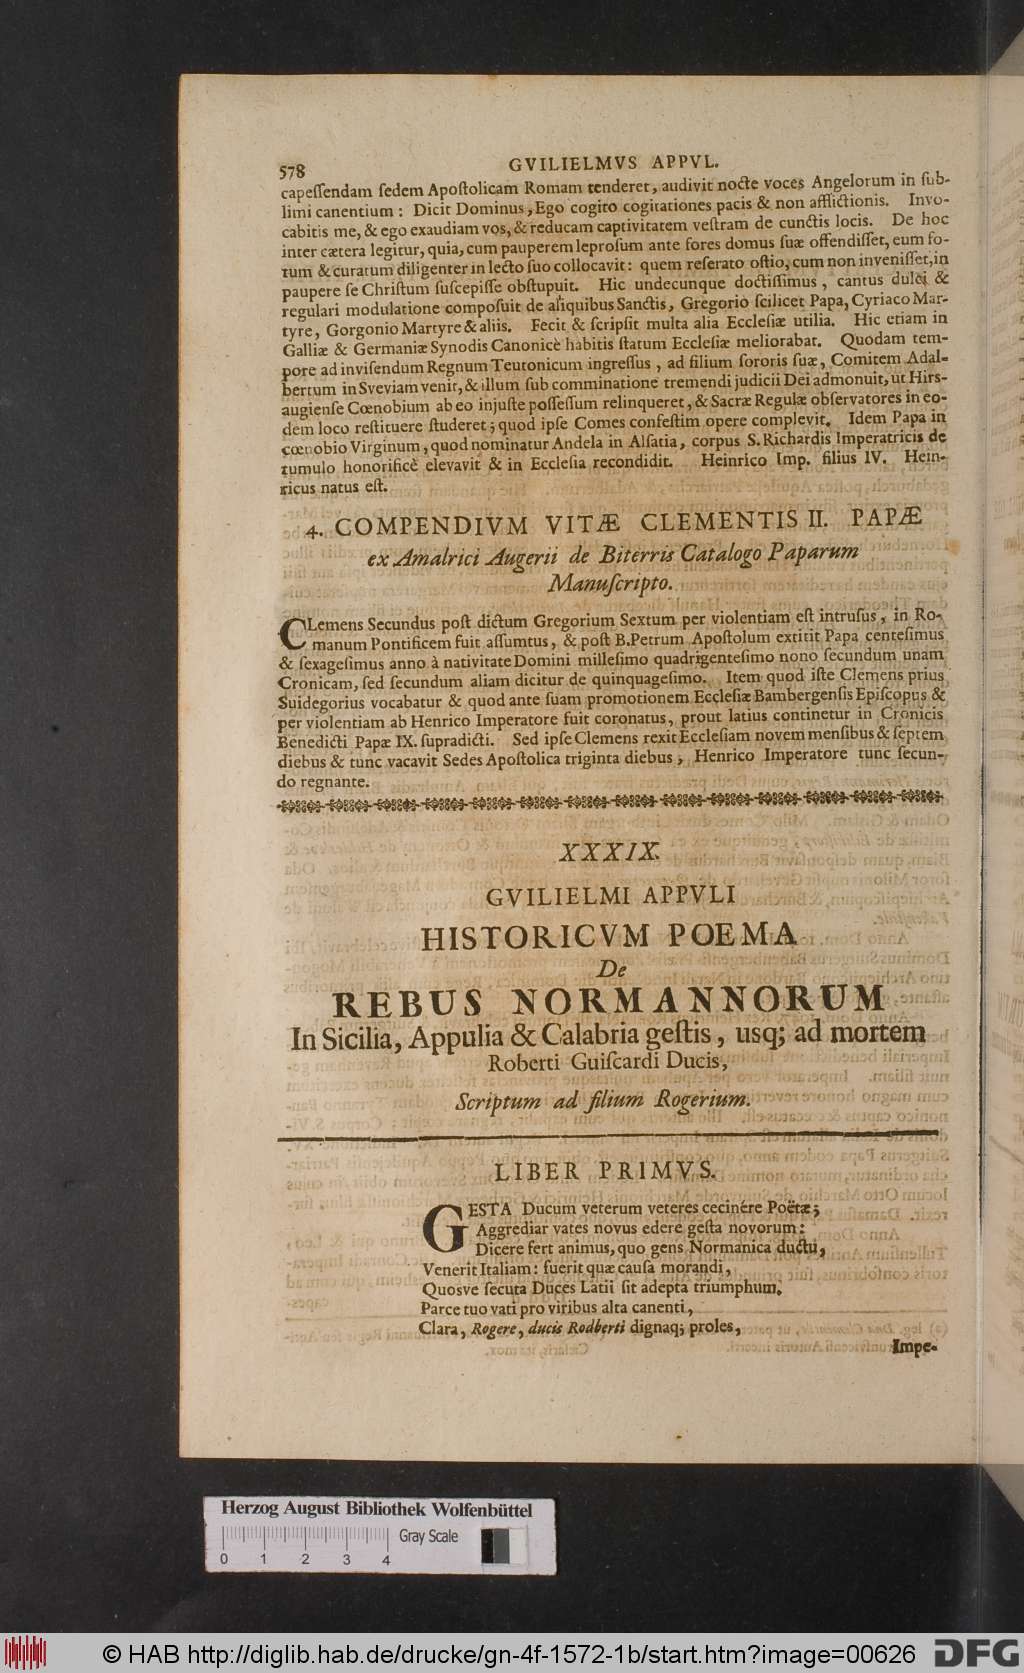 578 GVILIELMVS APPVL.
capeſſendam ſedem Apoſtolicam Romam tenderet, audivit nocte voces Angelorum in ſub-
limi canentium: Dicit Dominus, Ego cogito cogitationes pacis & non afflictionis. Invo-
cabitis me, & ego exaudiam vos, & reducam captivitatem veſtram de cunctis locis. De hoc
inter cætera legitur, quia, cum pauperem leproſum ante fores domus ſuæ offendiſſet, eum fo-
tum & curatum diligenter in lecto ſuo collocavit: quem reſerato oſtio, cum non inveniſſet, in
paupere ſe Chriſtum ſuſcepiſſe obſtupuit. Hic undecunque doctiſſimus, cantus dulci &
regulari modulatione compoſuit de aliquibus Sanctis, Gregorio ſcilicet Papa, Cyriaco Mar-
tyre, Gorgonio Martyre & aliis. Fecit & ſcripſit multa alia Eccleſiæ utilia. Hic etiam in
Galliæ & Germaniæ Synodis Canonicè habitis ſtatum Eccleſiæ meliorabat. Quodam tem-
pore ad inviſendum Regnum Teutonicum ingreſſus, ad filium ſororis ſuæ, Comitem Adal-
bertum in Sveviam venit, & illum ſub comminatione tremendi judicii Dei admonuit, ut Hirs-
augienſe Cœnobium ab eo injuſte poſſeſſum relinqueret, & Sacræ Regulæ obſervatores in eo-
dem loco reſtituere ſtuderet; quod ipſe Comes confeſtim opere complevit. Idem Papa in
cœnobio Virginum, quod nominatur Andela in Alſatia, corpus S. Richardis Imperatricis de
tumulo honorificè elevavit & in Eccleſia recondidit. Heinrico Imp. filius IV. Hein-
ricus natus eſt.
4. COMPENDIVM VITÆ CLEMENTIS II. PAPÆ
ex Amalrici Augerii de Biterris Catalogo Paparum
Manuſcripto.
CLemens Secundus poſt dictum Gregorium Sextum per violentiam eſt intruſus, in Ro-
manum Pontificem fuit aſſumtus, & poſt B. Petrum Apoſtolum extitit Papa centeſimus
& ſexageſimus anno à nativitate Domini milleſimo quadrigenteſimo nono ſecundum unam
Cronicam, ſed ſecundum aliam dicitur de quinquageſimo. Item quod iſte Clemens prius
Suidegorius vocabatur & quod ante ſuam promotionem Eccleſiæ Bambergenſis Epiſcopus &
per violentiam ab Henrico Imperatore fuit coronatus, prout latius continetur in Cronicis
Benedicti Papæ IX. ſupradicti. Sed ipſe Clemens rexit Eccleſiam novem menſibus & ſeptem
diebus & tunc vacavit Sedes Apoſtolica triginta diebus, Henrico Imperatore tunc ſecun-
do regnante.
XXXIX.
GVILIELMI APPVLI
HISTORICVM POEMA
De
REBUS NORMANNORUM
In Sicilia, Appulia & Calabria geſtis, usq; ad mortem
Roberti Guiſcardi Ducis,
Scriptum ad filium Rogerium.
LIBER PRIMVS.
GESTA Ducum veterum veteres cecinére Poëtæ;
Aggrediar vates novus edere geſta novorum:
Dicere fert animus, quo gens Normanica ductu,
Venerit Italiam: fuerit quæ cauſa morandi,
Quosve ſecuta Duces Latii ſit adepta triumphum.
Parce tuo vati pro viribus alta canenti,
Clara, Rogere, ducis Rodberti dignaq; proles,
Impe-
Herzog August Bibliothek Wolfenbüttel
Gray Scale
0 1 2 3 4
© HAB http://diglib.hab.de/drucke/gn-4f-1572-1b/start.htm?image=00626 DFG